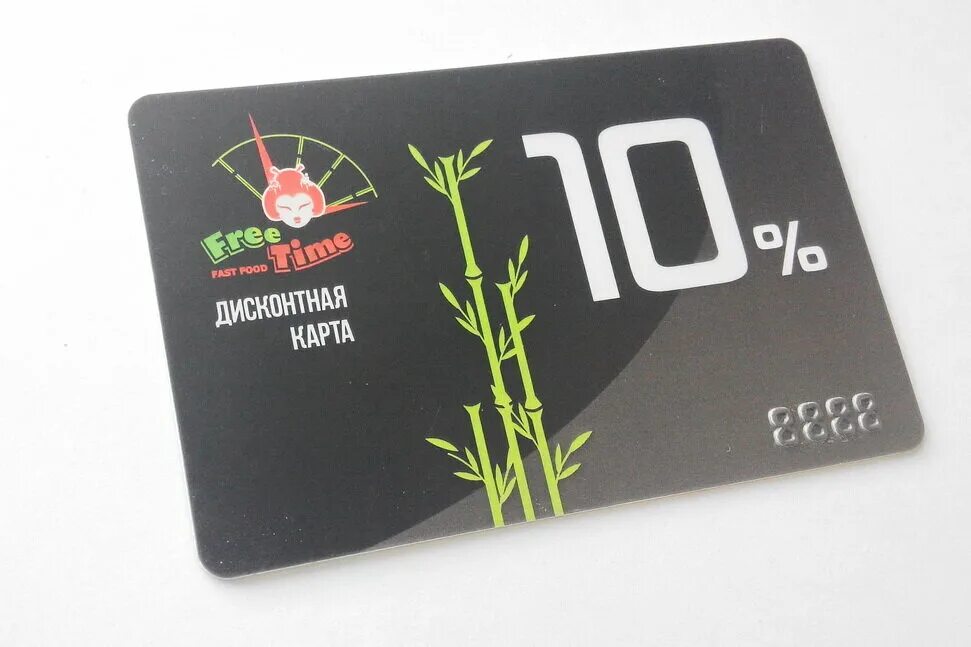 Free
Time
FAST FOOD
ДИСКОНТНАЯ
КАРТА
10%
8888